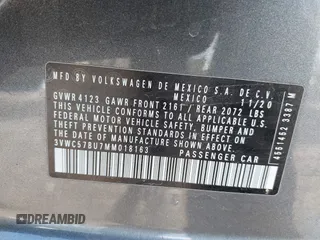 MFD BY VOLKSWAGEN DE MEXICO S.A. DE C.V.
MEXICO 11/20
GVWR 4123 GAWR FRONT 2161 / REAR 2072 LBS
THIS VEHICLE CONFORMS TO ALL APPLICABLE
FEDERAL MOTOR VEHICLE SAFETY, BUMPER AND
THEFT PREVENTION STANDARDS IN EFFECT ON
THE DATE OF MANUFACTURE SHOWN ABOVE.
3VWC57BU7MM018163
PASSENGER CAR
4551452 3387 M
DREAMBID